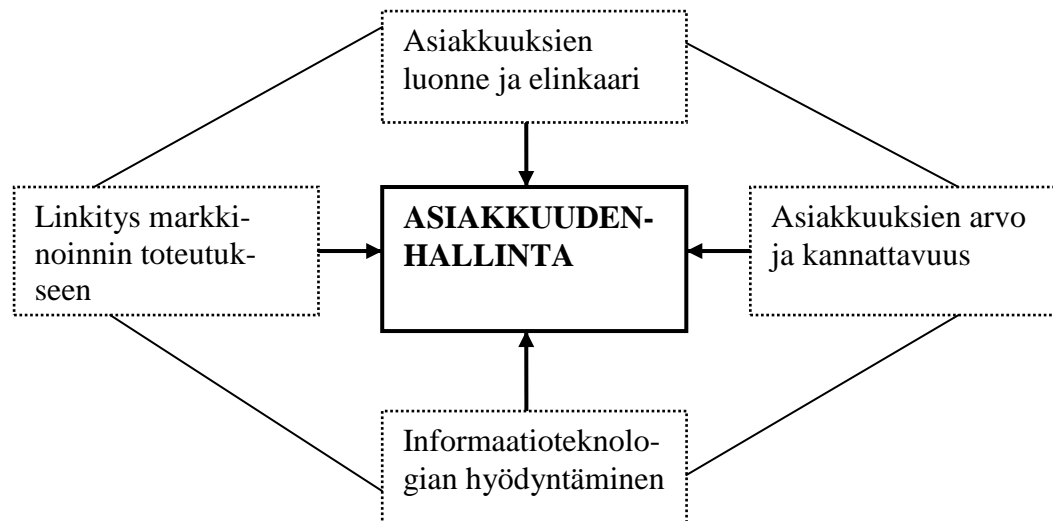 Asiakkuuksien
luonne ja elinkaari
Linkitys markki-
noinnin toteutuk-
seen
ASIAKKUUDEN-
HALLINTA
Asiakkuuksien arvo
ja kannattavuus
Informaatioteknolo-
gian hyödyntäminen